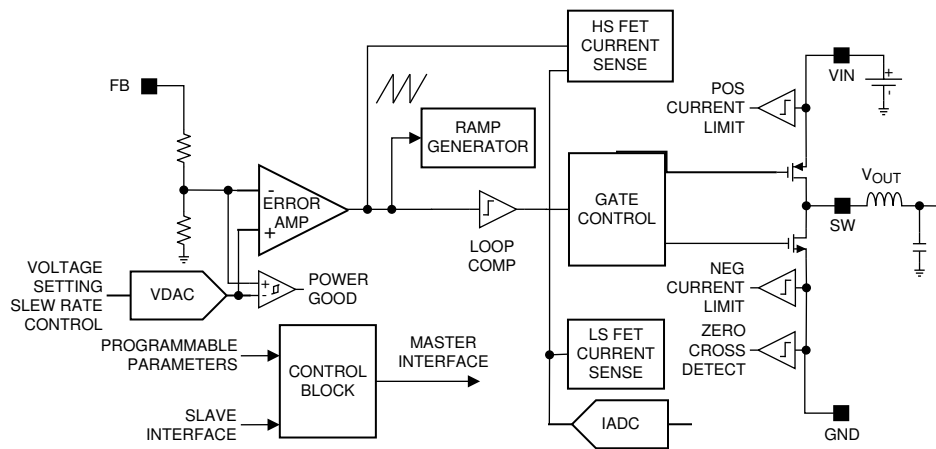 HS FET
CURRENT
SENSE
VIN
+
-
FB
POS
CURRENT
LIMIT
RAMP
GENERATOR
-
ERROR
AMP
+
GATE
CONTROL
VOUT
SW
LOOP
COMP
VOLTAGE
SETTING
SLEW RATE
CONTROL
VDAC
+
-
POWER
GOOD
NEG
CURRENT
LIMIT
PROGRAMMABLE
PARAMETERS
MASTER
INTERFACE
CONTROL
BLOCK
LS FET
CURRENT
SENSE
ZERO
CROSS
DETECT
SLAVE
INTERFACE
IADC
GND